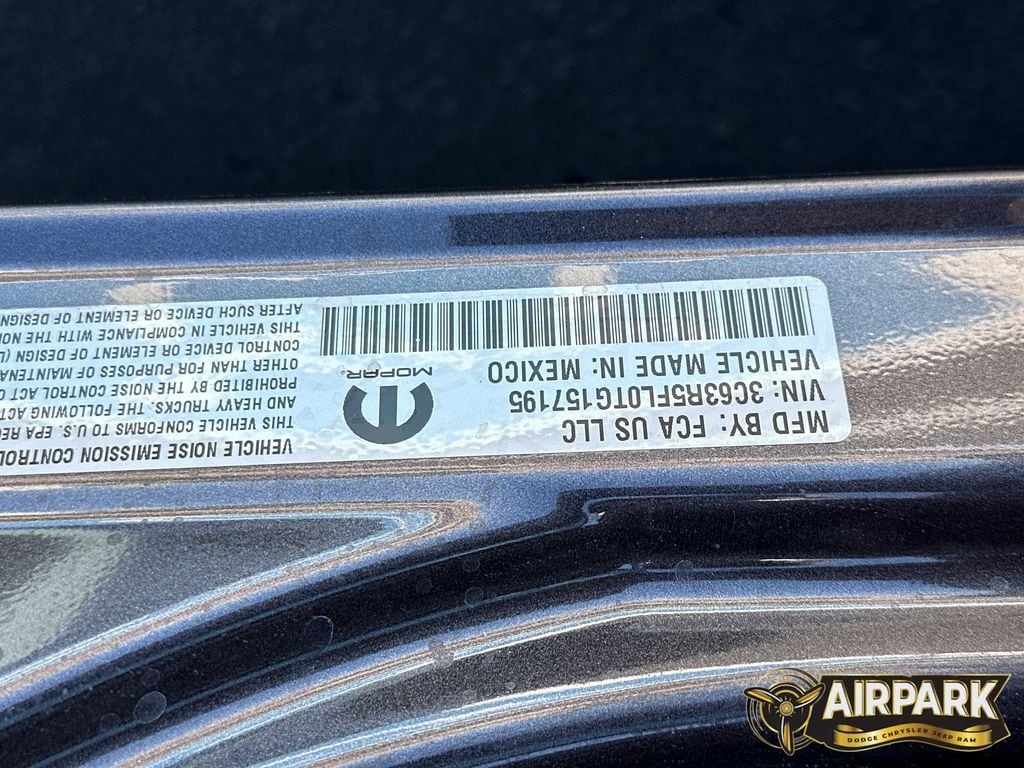 MFD BY: FCA US LLC
VIN: 3C63R5FL0TG157195
VEHICLE MADE IN: MEXICO
MOPAR®
VEHICLE NOISE EMISSION CONTROL
THIS VEHICLE CONFORMS TO U.S. EPA REG
AND HEAVY TRUCKS. THE FOLLOWING ACT
PROHIBITED BY THE NOISE CONTROL ACT O
OTHER THAN FOR PURPOSES OF MAINTENA
CONTROL DEVICE OR ELEMENT OF DESIGN (L
THIS VEHICLE IN COMPLIANCE WITH THE NOI
AFTER SUCH DEVICE OR ELEMENT OF DESIGN
AIRPARK
DODGE CHRYSLER JEEP RAM